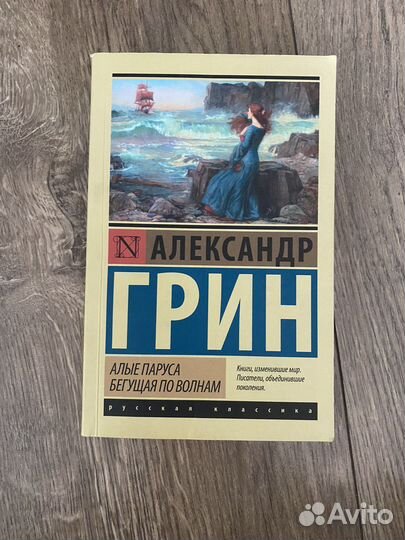 N АЛЕКСАНДР
ГРИН
АЛЫЕ ПАРУСА
БЕГУЩАЯ ПО ВОЛНАМ
Книги, изменившие мир.
Писатели, объединившие
поколения.
русская классика
Avito